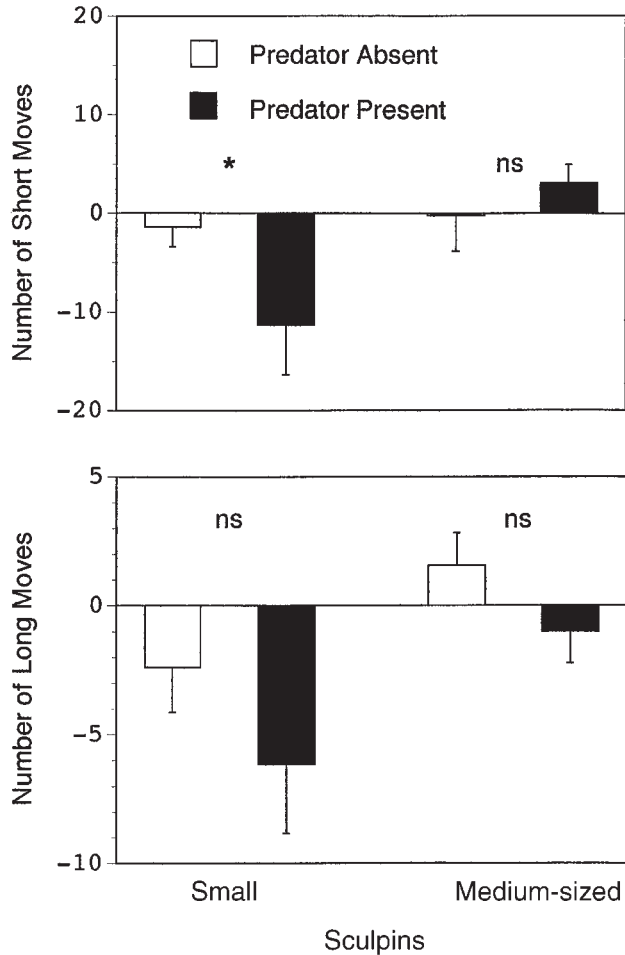 20
Predator Absent
10
Predator Present
*
ns
0
-10
-20
Number of Short Moves
5
ns
ns
0
-5
-10
Number of Long Moves
Small
Medium-sized
Sculpins